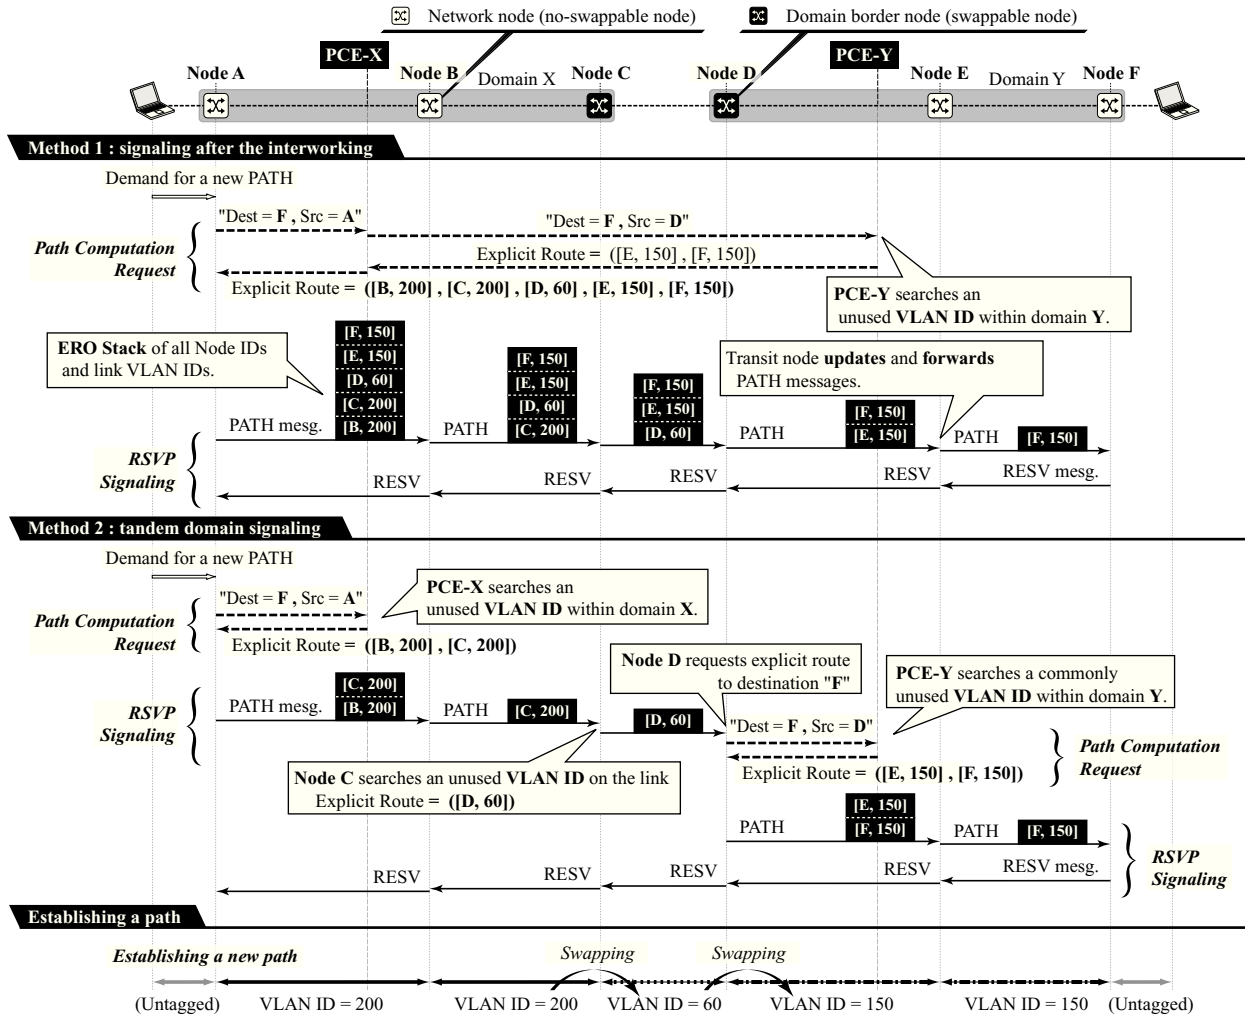 Network node (no-swappable node)
Domain border node (swappable node)
PCE-X
PCE-Y
Node A
Node B
Domain X
Node C
Node D
Node E
Domain Y
Node F
Method 1 : signaling after the interworking
Demand for a new PATH
"Dest = F , Src = A"
"Dest = F , Src = D"
Path Computation
Request
Explicit Route = ([E, 150] , [F, 150])
Explicit Route = ([B, 200] , [C, 200] , [D, 60] , [E, 150] , [F, 150])
PCE-Y searches an
unused VLAN ID within domain Y.
ERO Stack of all Node IDs
and link VLAN IDs.
[F, 150]
[E, 150]
[D, 60]
[C, 200]
[B, 200]
[F, 150]
[E, 150]
[D, 60]
[C, 200]
[F, 150]
[E, 150]
[D, 60]
Transit node updates and forwards
PATH messages.
[F, 150]
[E, 150]
[F, 150]
PATH mesg.
PATH
PATH
PATH
RSVP
Signaling
RESV
RESV
RESV
RESV
RESV mesg.
Method 2 : tandem domain signaling
Demand for a new PATH
"Dest = F , Src = A"
PCE-X searches an
unused VLAN ID within domain X.
Path Computation
Request
Explicit Route = ([B, 200] , [C, 200])
Node D requests explicit route
to destination "F"
PCE-Y searches a commonly
unused VLAN ID within domain Y.
RSVP
Signaling
PATH mesg.
[C, 200]
[B, 200]
PATH
[C, 200]
[D, 60]
"Dest = F , Src = D"
Explicit Route = ([E, 150] , [F, 150])
Path Computation
Request
Node C searches an unused VLAN ID on the link
Explicit Route = ([D, 60])
PATH
[E, 150]
[F, 150]
PATH
[F, 150]
RESV
RESV
RESV
RESV
RESV mesg.
RSVP
Signaling
Establishing a path
Establishing a new path
Swapping
Swapping
(Untagged)
VLAN ID = 200
VLAN ID = 200
VLAN ID = 60
VLAN ID = 150
VLAN ID = 150
(Untagged)